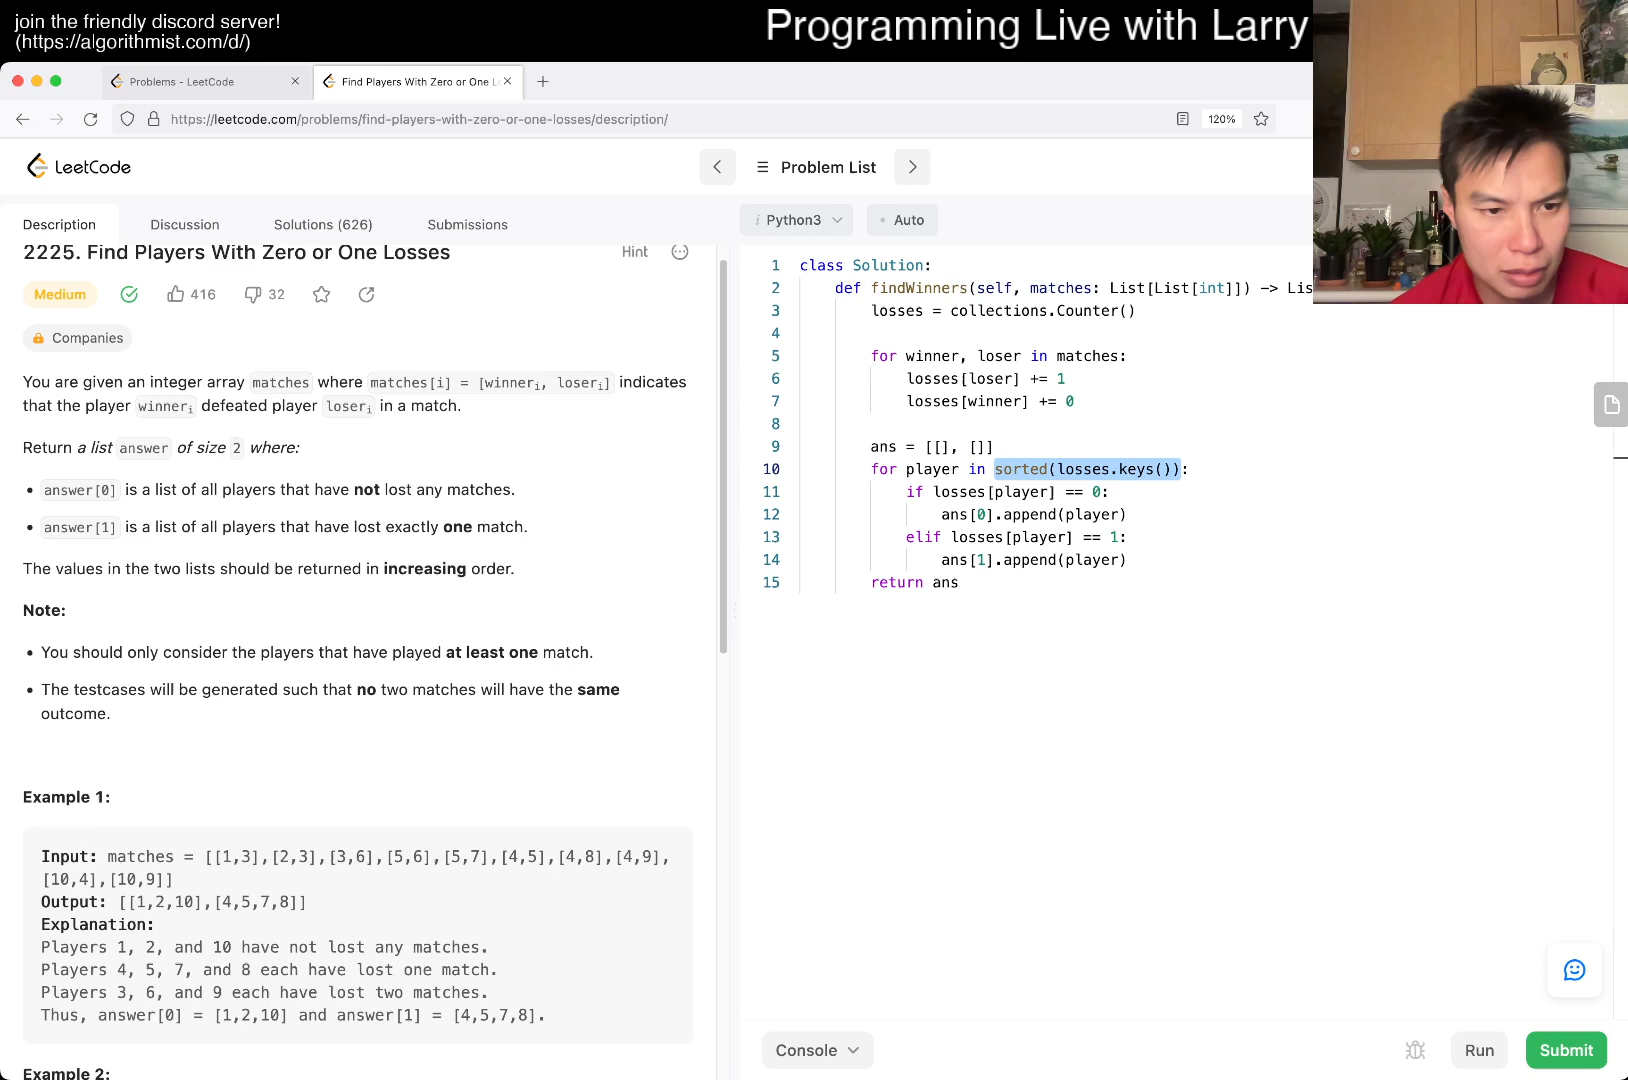 join the friendly discord server!
(https://algorithmist.com/d/)
Programming Live with Larry
Problems - LeetCode
Find Players With Zero or One L
https://leetcode.com/problems/find-players-with-zero-or-one-losses/description/
120%
LeetCode
Problem List
Description
Discussion
Solutions (626)
Submissions
i Python3
• Auto
2225. Find Players With Zero or One Losses
Hint
Medium
416
32
Companies
You are given an integer array matches where matches[i] = [winneri, loseri] indicates
that the player winneri defeated player loseri in a match.
Return a list answer of size 2 where:
• answer[0] is a list of all players that have not lost any matches.
• answer[1] is a list of all players that have lost exactly one match.
The values in the two lists should be returned in increasing order.
Note:
• You should only consider the players that have played at least one match.
• The testcases will be generated such that no two matches will have the same
outcome.
Example 1:
Input: matches = [[1,3],[2,3],[3,6],[5,6],[5,7],[4,5],[4,8],[4,9],
[10,4],[10,9]]
Output: [[1,2,10],[4,5,7,8]]
Explanation:
Players 1, 2, and 10 have not lost any matches.
Players 4, 5, 7, and 8 each have lost one match.
Players 3, 6, and 9 each have lost two matches.
Thus, answer[0] = [1,2,10] and answer[1] = [4,5,7,8].
Example 2:
1 class Solution:
2 def findWinners(self, matches: List[List[int]]) -> Lis
3 losses = collections.Counter()
4
5 for winner, loser in matches:
6 losses[loser] += 1
7 losses[winner] += 0
8
9 ans = [[], []]
10 for player in sorted(losses.keys()):
11 if losses[player] == 0:
12 ans[0].append(player)
13 elif losses[player] == 1:
14 ans[1].append(player)
15 return ans
Console
Run
Submit